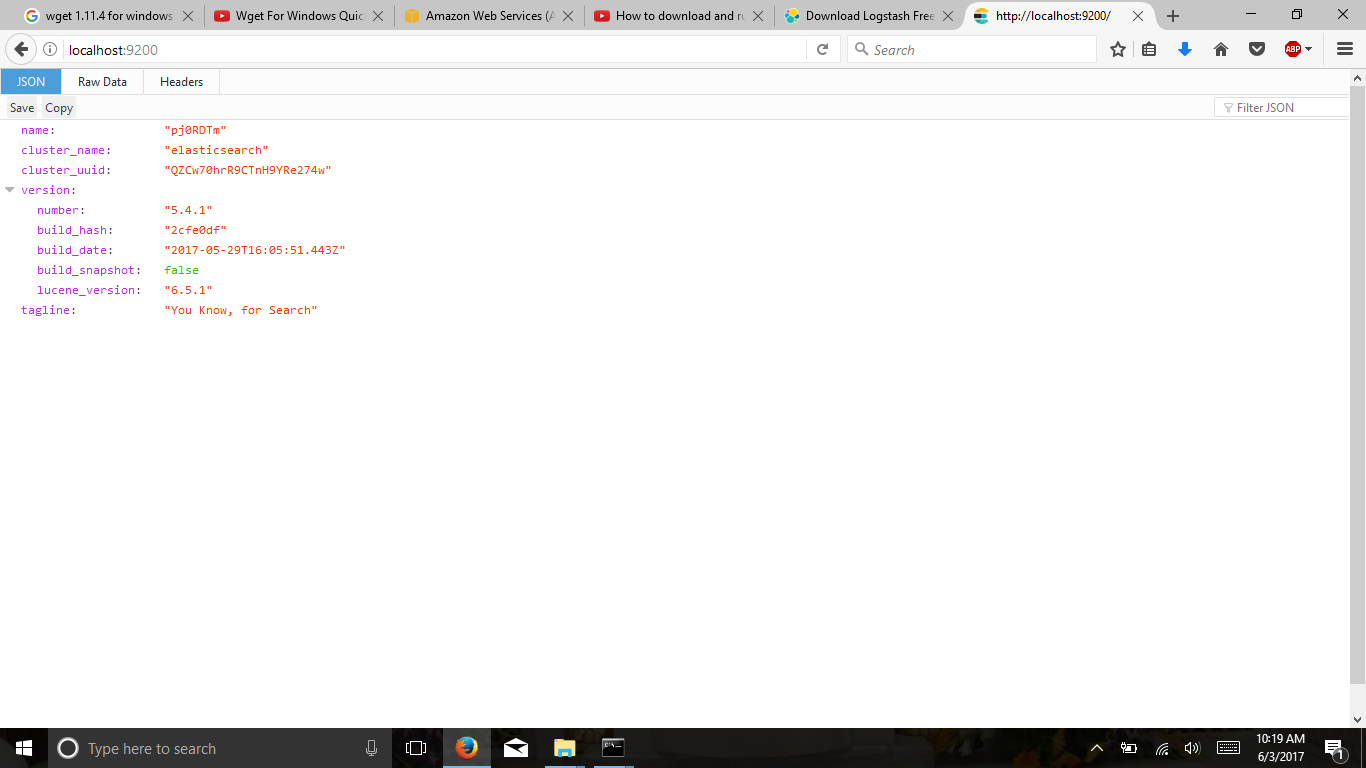 wget 1.11.4 for windows
Wget For Windows Quic
Amazon Web Services (A
How to download and ru
Download Logstash Free
http://localhost:9200/
localhost:9200
Search
ABP
JSON
Raw Data
Headers
Save
Copy
Filter JSON
name: "pj0RDTm"
cluster_name: "elasticsearch"
cluster_uuid: "QZCw70hrR9CTnH9YRe274w"
version:
number: "5.4.1"
build_hash: "2cfe0df"
build_date: "2017-05-29T16:05:51.443Z"
build_snapshot: false
lucene_version: "6.5.1"
tagline: "You Know, for Search"
Type here to search
10:19 AM
6/3/2017
1